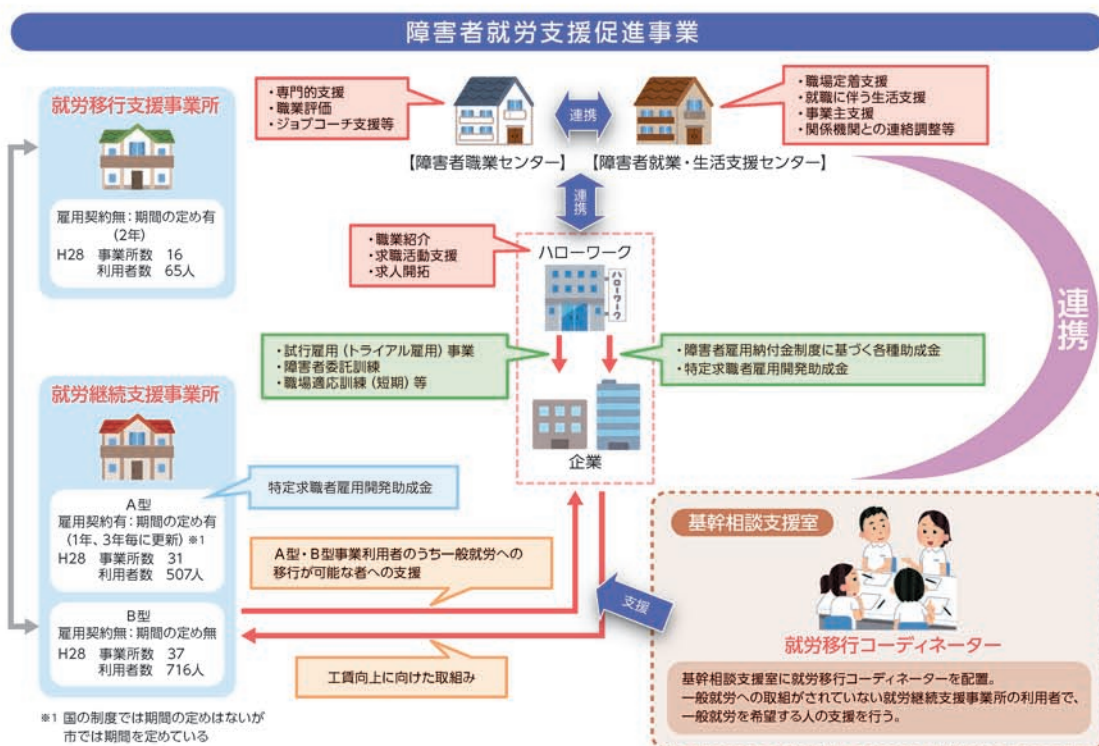 障害者就労支援促進事業
就労移行支援事業所
雇用契約無：期間の定め有
(2年)
H28 事業所数 16
利用者数 65人
・専門的支援
・職業評価
・ジョブコーチ支援等
連携
・職場定着支援
・就職に伴う生活支援
・事業主支援
・関係機関との連絡調整等
【障害者職業センター】
【障害者就業・生活支援センター】
連携
・職業紹介
・求職活動支援
・求人開拓
ハローワーク
ハローワーク
連携
・試行雇用(トライアル雇用)事業
・障害者委託訓練
・職場適応訓練(短期)等
・障害者雇用納付金制度に基づく各種助成金
・特定求職者雇用開発助成金
企業
就労継続支援事業所
A型
雇用契約有：期間の定め有
(1年、3年毎に更新)※1
H28 事業所数 31
利用者数 507人
特定求職者雇用開発助成金
B型
雇用契約無：期間の定め無
H28 事業所数 37
利用者数 716人
A型・B型事業利用者のうち一般就労への
移行が可能な者への支援
工賃向上に向けた取組み
支援
基幹相談支援室
就労移行コーディネーター
基幹相談支援室に就労移行コーディネーターを配置。
一般就労への取組がされていない就労継続支援事業所の利用者で、
一般就労を希望する人の支援を行う。
※1 国の制度では期間の定めはないが
市では期間を定めている